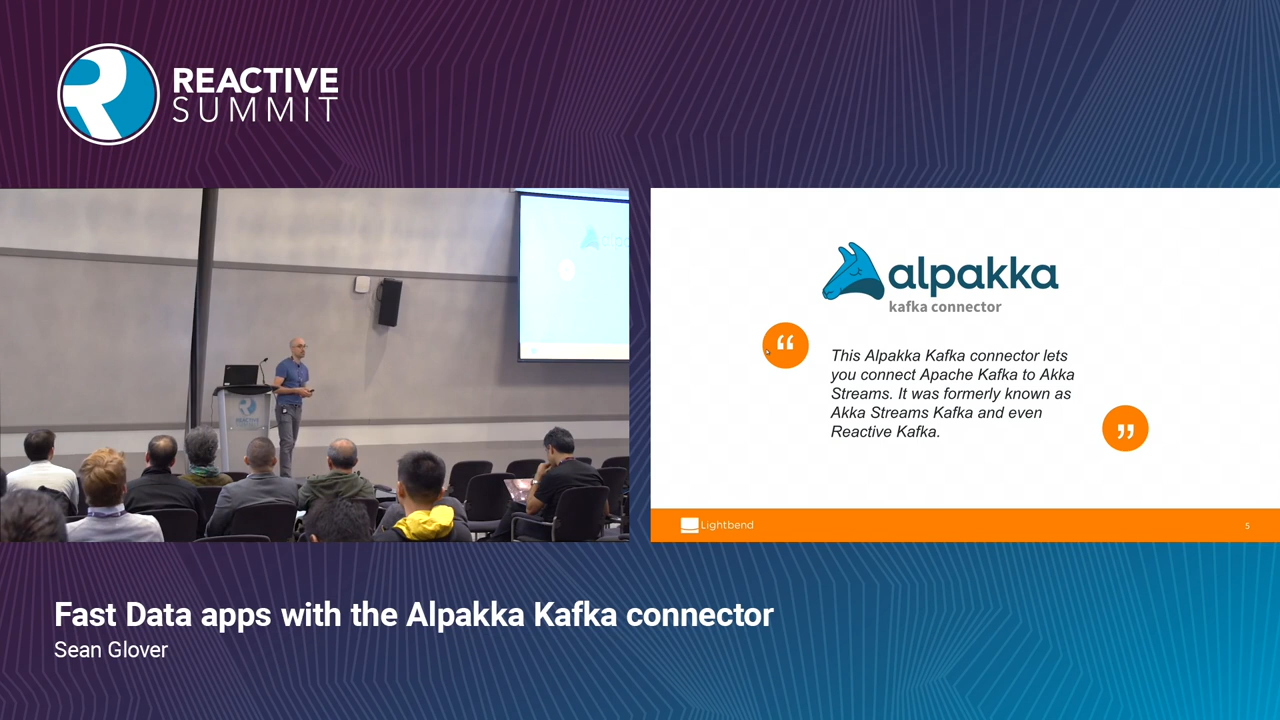 REACTIVE
SUMMIT
alpakka
kafka connector
“
This Alpakka Kafka connector lets
you connect Apache Kafka to Akka
Streams. It was formerly known as
Akka Streams Kafka and even
Reactive Kafka.
”
Lightbend
5
Fast Data apps with the Alpakka Kafka connector
Sean Glover